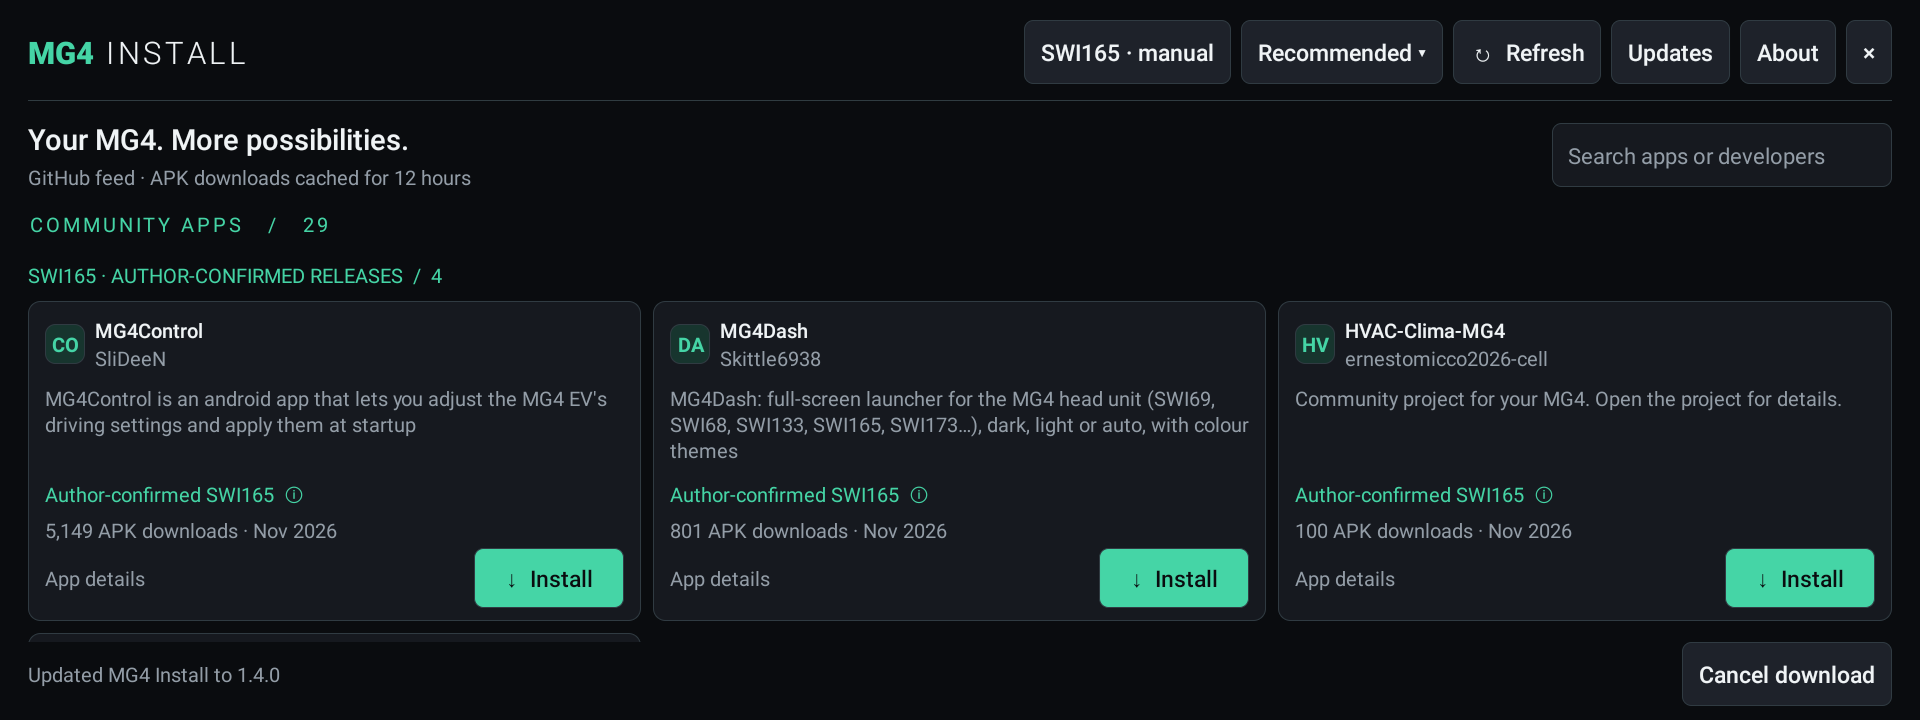 MG4 INSTALL
SWI165 · manual
Recommended ▾
↻ Refresh
Updates
About
×
Your MG4. More possibilities.
GitHub feed · APK downloads cached for 12 hours
Search apps or developers
COMMUNITY APPS / 29
SWI165 · AUTHOR-CONFIRMED RELEASES / 4
CO
MG4Control
SliDeeN
MG4Control is an android app that lets you adjust the MG4 EV's
driving settings and apply them at startup
Author-confirmed SWI165 ⓘ
5,149 APK downloads · Nov 2026
App details
↓ Install
DA
MG4Dash
Skittle6938
MG4Dash: full-screen launcher for the MG4 head unit (SWI69,
SWI68, SWI133, SWI165, SWI173…), dark, light or auto, with colour
themes
Author-confirmed SWI165 ⓘ
801 APK downloads · Nov 2026
App details
↓ Install
HV
HVAC-Clima-MG4
ernestomicco2026-cell
Community project for your MG4. Open the project for details.
Author-confirmed SWI165 ⓘ
100 APK downloads · Nov 2026
App details
↓ Install
Updated MG4 Install to 1.4.0
Cancel download